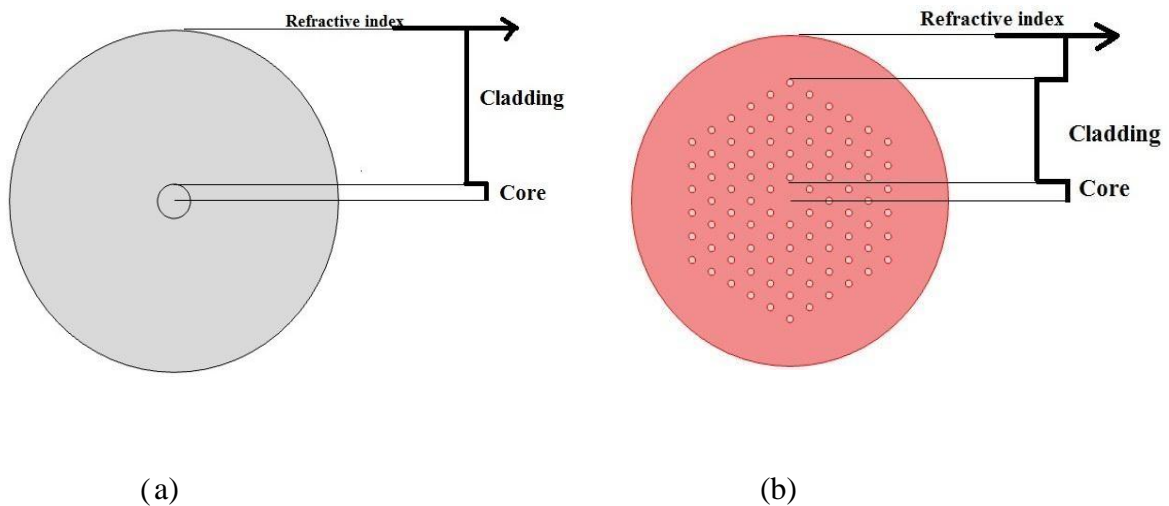 Refractive index
Cladding
Core
Refractive index
Cladding
Core
(a)
(b)